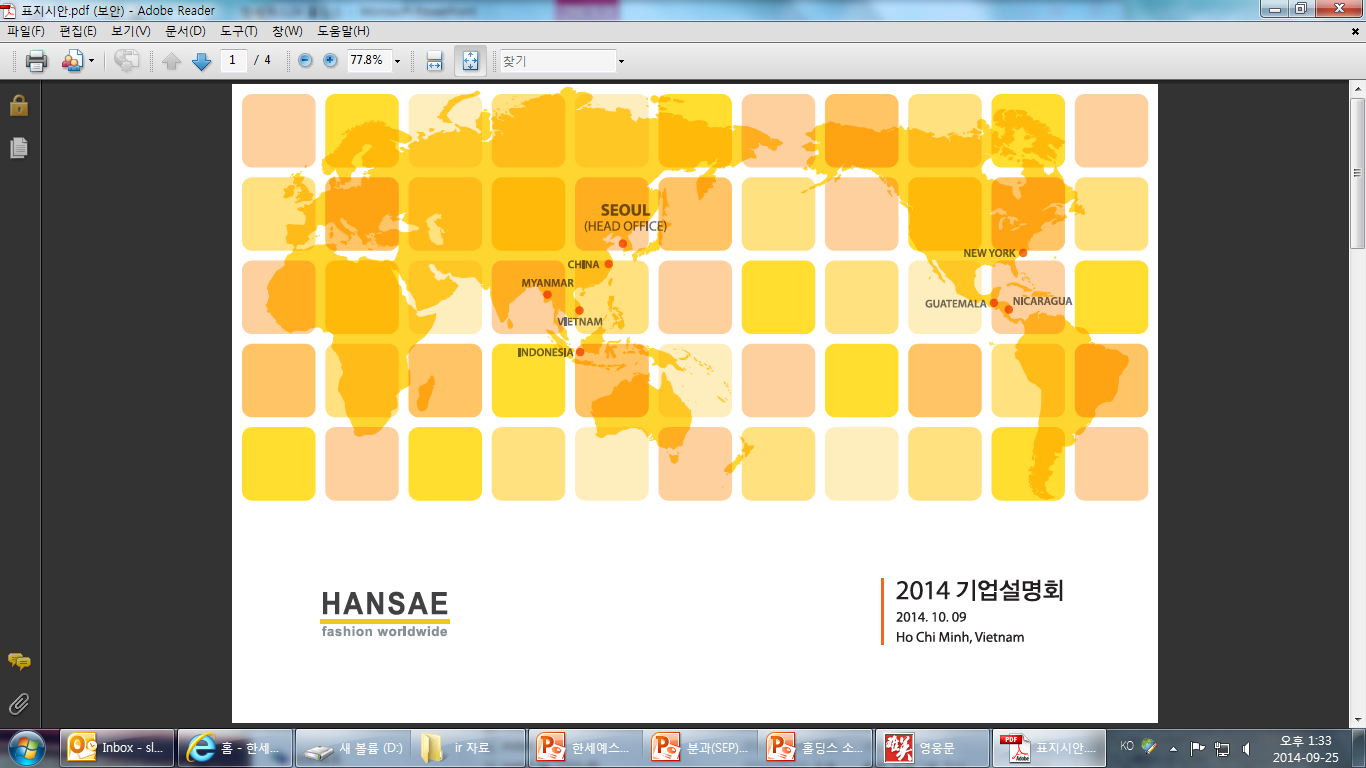 표지시안.pdf (보안) - Adobe Reader
파일(F) 편집(E) 보기(V) 문서(D) 도구(T) 창(W) 도움말(H)
1 / 4 77.8% 찾기
SEOUL
(HEAD OFFICE)
NEW YORK
CHINA
MYANMAR
GUATEMALA
NICARAGUA
VIETNAM
INDONESIA
HANSAE
fashion worldwide
2014 기업설명회
2014. 10. 09
Ho Chi Minh, Vietnam
Inbox - sl... 홈 - 한세... 새 볼륨 (D:) ir 자료 한세예스... 분과(SEP)... 홀딩스 소... 영웅문 표지시안.... KO 오후 1:33
2014-09-25